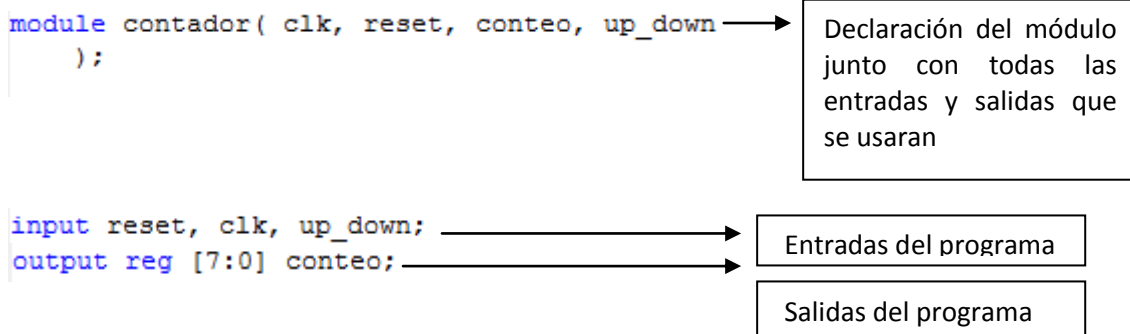 module contador( clk, reset, conteo, up_down
);
Declaración del módulo
junto con todas las
entradas y salidas que
se usaran
input reset, clk, up_down;
output reg [7:0] conteo;
Entradas del programa
Salidas del programa